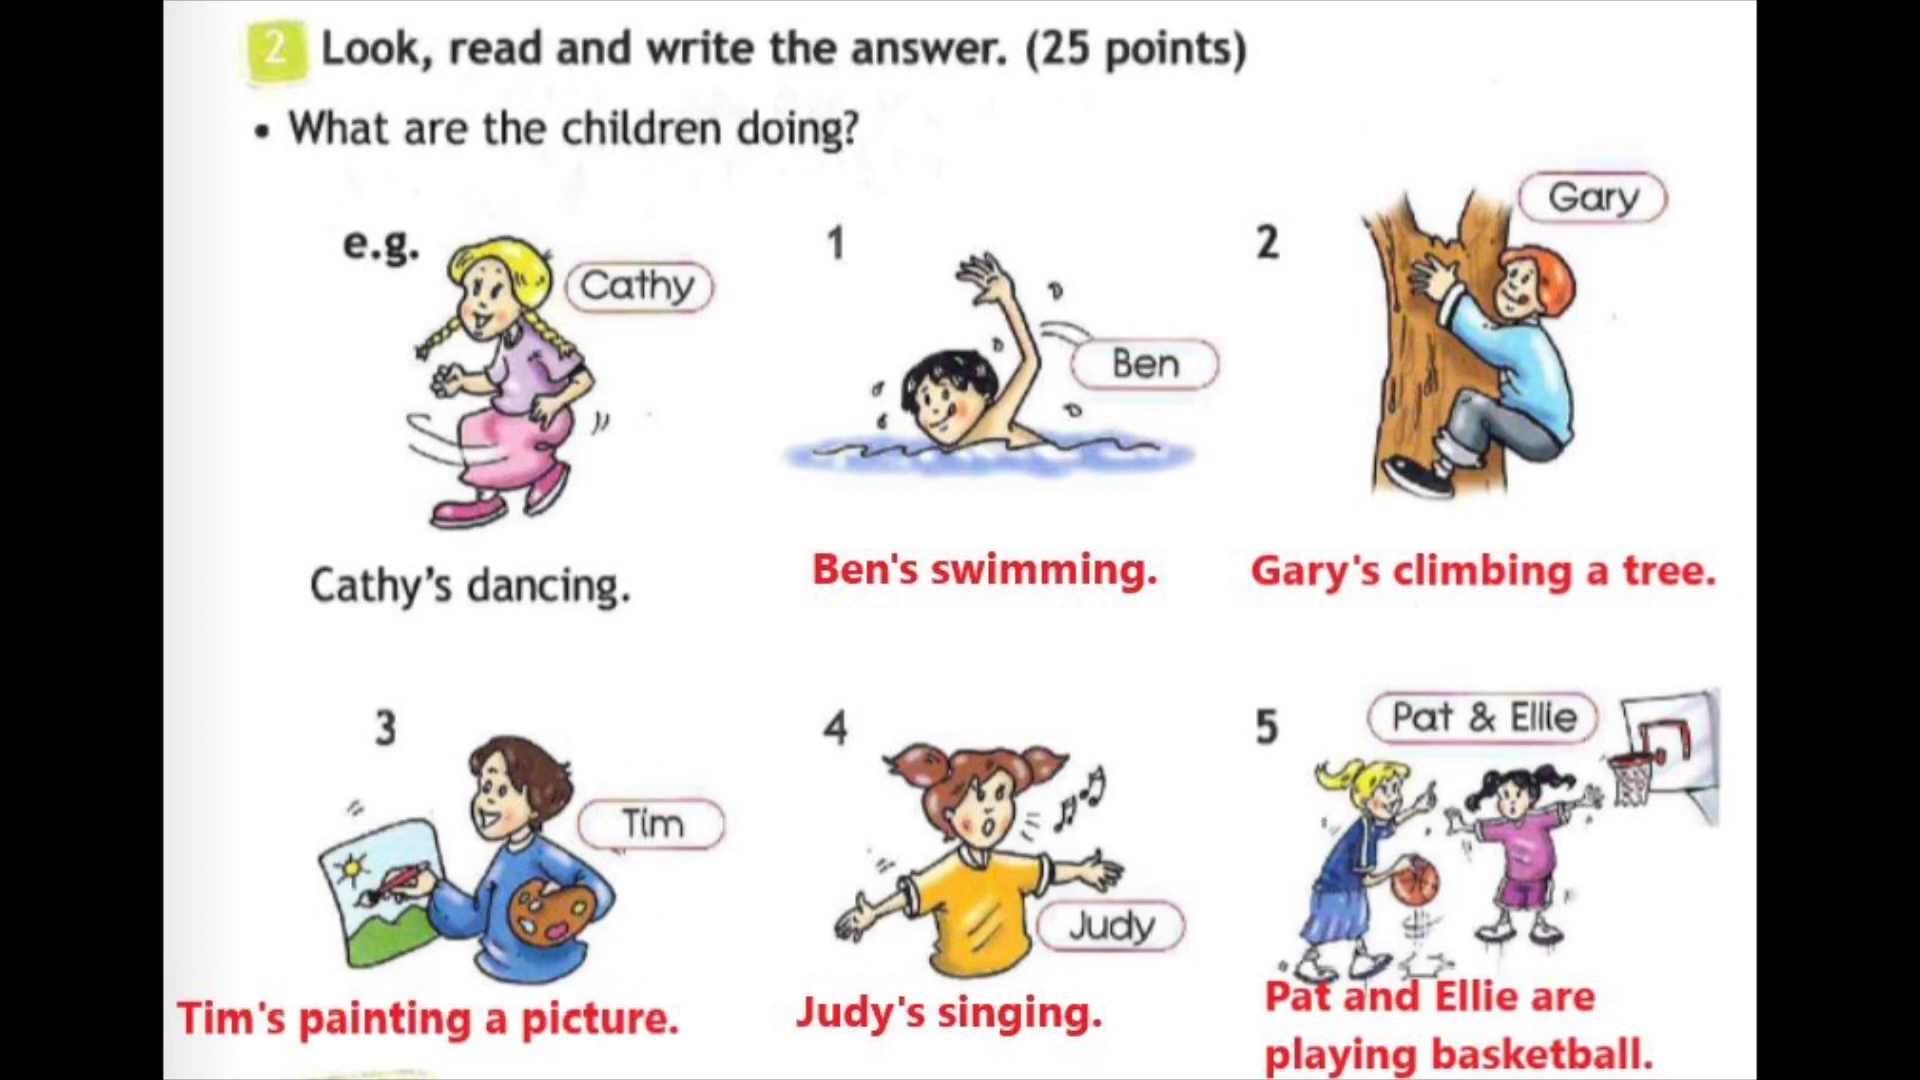 2 Look, read and write the answer. (25 points)
• What are the children doing?
e.g.
Cathy
Cathy's dancing.
1
Ben
Ben's swimming.
2
Gary
Gary's climbing a tree.
3
Tim
Tim's painting a picture.
4
Judy
Judy's singing.
5
Pat & Ellie
Pat and Ellie are
playing basketball.